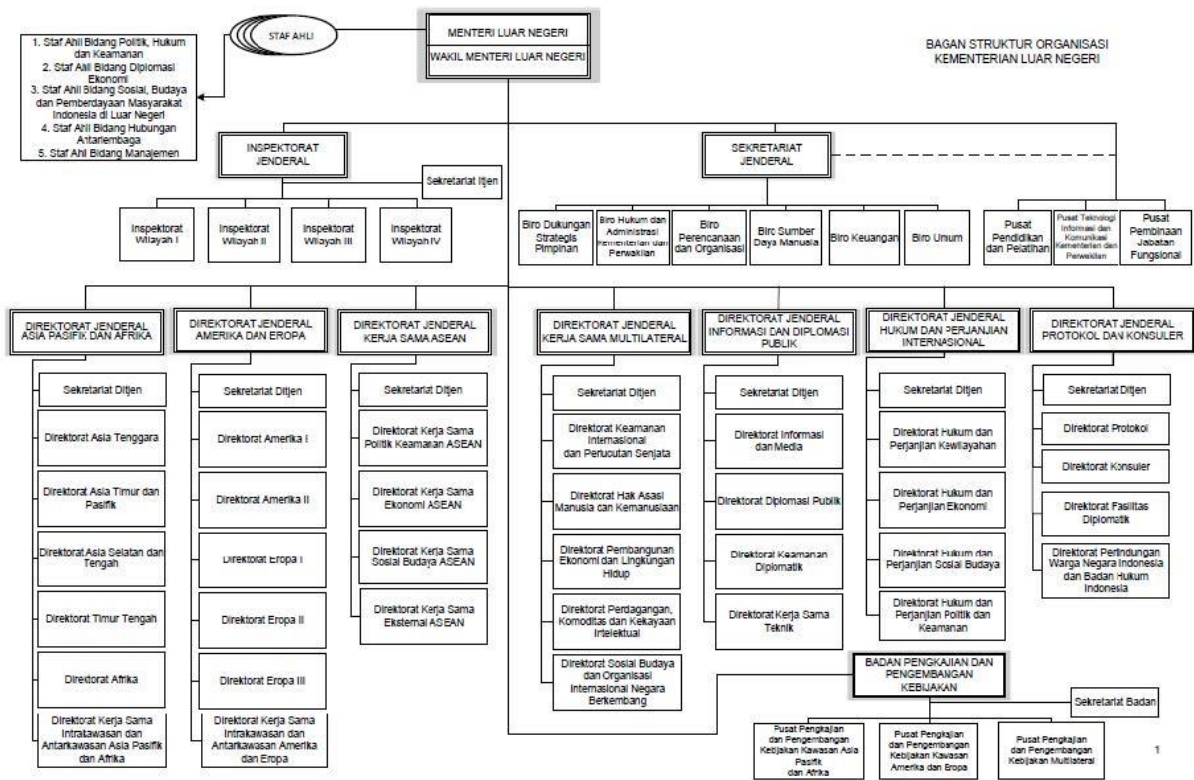 BAGAN STRUKTUR ORGANISASI
KEMENTERIAN LUAR NEGERI
MENTERI LUAR NEGERI
WAKIL MENTERI LUAR NEGERI
STAF AHLI
1. Staf Ahli Bidang Politik, Hukum
dan Keamanan
2. Staf Ahli Bidang Diplomasi
Ekonomi
3. Staf Ahli Bidang Sosial, Budaya
dan Pemberdayaan Masyarakat
Indonesia di Luar Negeri
4. Staf Ahli Bidang Hubungan
Antarlembaga
5. Staf Ahli Bidang Manajemen
INSPEKTORAT
JENDERAL
Sekretariat Itjen
Inspektorat
Wilayah I
Inspektorat
Wilayah II
Inspektorat
Wilayah III
Inspektorat
Wilayah IV
SEKRETARIAT
JENDERAL
Biro Dukungan
Strategis
Pimpinan
Biro Hukum dan
Administrasi
Kementerian dan
Perwakilan
Biro
Perencanaan
dan Organisasi
Biro Sumber
Daya Manusia
Biro Keuangan
Biro Umum
Pusat
Pendidikan
dan Pelatihan
Pusat Teknologi
Informasi dan
Komunikasi
Kementerian dan
Perwakilan
Pusat
Pembinaan
Jabatan
Fungsional
DIREKTORAT JENDERAL
ASIA PASIFIK DAN AFRIKA
Sekretariat Ditjen
Direktorat Asia Tenggara
Direktorat Asia Timur dan
Pasifik
Direktorat Asia Selatan dan
Tengah
Direktorat Timur Tengah
Direktorat Afrika
Direktorat Kerja Sama
Intrakawasan dan
Antarkawasan Asia Pasifik
dan Afrika
DIREKTORAT JENDERAL
AMERIKA DAN EROPA
Sekretariat Ditjen
Direktorat Amerika I
Direktorat Amerika II
Direktorat Eropa I
Direktorat Eropa II
Direktorat Eropa III
Direktorat Kerja Sama
Intrakawasan dan
Antarkawasan Amerika
dan Eropa
DIREKTORAT JENDERAL
KERJA SAMA ASEAN
Sekretariat Ditjen
Direktorat Kerja Sama
Politik Keamanan ASEAN
Direktorat Kerja Sama
Ekonomi ASEAN
Direktorat Kerja Sama
Sosial Budaya ASEAN
Direktorat Kerja Sama
Eksternal ASEAN
DIREKTORAT JENDERAL
KERJA SAMA MULTILATERAL
Sekretariat Ditjen
Direktorat Keamanan
Internasional
dan Perlucutan Senjata
Direktorat Hak Asasi
Manusia dan Kemanusiaan
Direktorat Pembangunan
Ekonomi dan Lingkungan
Hidup
Direktorat Perdagangan,
Komoditas dan Kekayaan
Intelektual
Direktorat Sosial Budaya
dan Organisasi
Internasional Negara
Berkembang
DIREKTORAT JENDERAL
INFORMASI DAN DIPLOMASI
PUBLIK
Sekretariat Ditjen
Direktorat Informasi
dan Media
Direktorat Diplomasi Publik
Direktorat Keamanan
Diplomatik
Direktorat Kerja Sama
Teknik
DIREKTORAT JENDERAL
HUKUM DAN PERJANJIAN
INTERNASIONAL
Sekretariat Ditjen
Direktorat Hukum dan
Perjanjian Kewilayahan
Direktorat Hukum dan
Perjanjian Ekonomi
Direktorat Hukum dan
Perjanjian Sosial Budaya
Direktorat Hukum dan
Perjanjian Politik dan
Keamanan
DIREKTORAT JENDERAL
PROTOKOL DAN KONSULER
Sekretariat Ditjen
Direktorat Protokol
Direktorat Konsuler
Direktorat Fasilitas
Diplomatik
Direktorat Perlindungan
Warga Negara Indonesia
dan Badan Hukum
Indonesia
BADAN PENGKAJIAN DAN
PENGEMBANGAN
KEBIJAKAN
Sekretariat Badan
Pusat Pengkajian
dan Pengembangan
Kebijakan Kawasan Asia
Pasifik
dan Afrika
Pusat Pengkajian
dan Pengembangan
Kebijakan Kawasan
Amerika dan Eropa
Pusat Pengkajian
dan Pengembangan
Kebijakan Multilateral
1